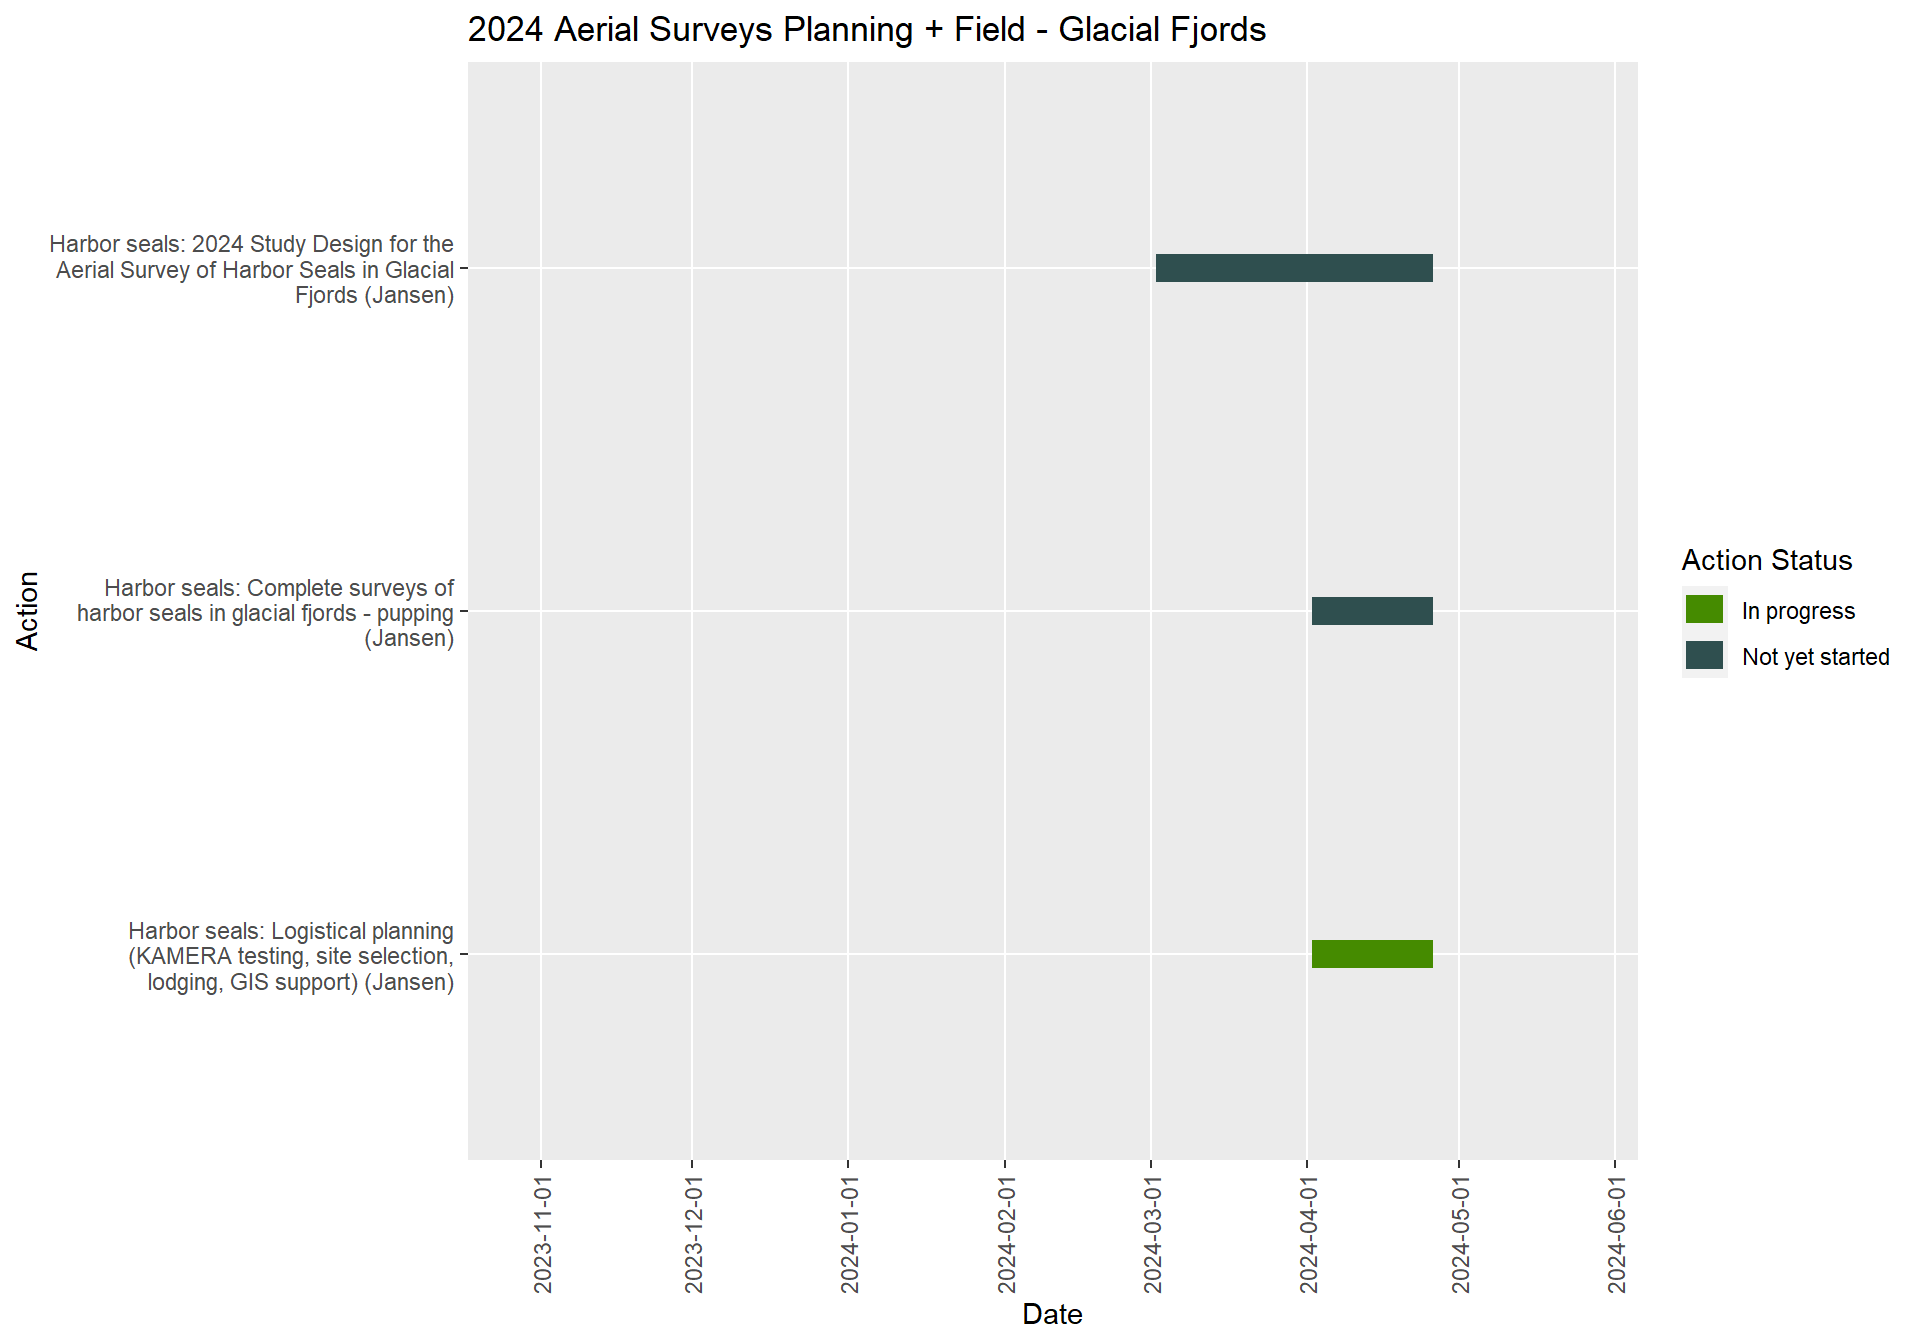 2024 Aerial Surveys Planning + Field - Glacial Fjords
Action
Harbor seals: 2024 Study Design for the
Aerial Survey of Harbor Seals in Glacial
Fjords (Jansen)
Harbor seals: Complete surveys of
harbor seals in glacial fjords - pupping
(Jansen)
Harbor seals: Logistical planning
(KAMERA testing, site selection,
lodging, GIS support) (Jansen)
2023-11-01
2023-12-01
2024-01-01
2024-02-01
2024-03-01
2024-04-01
2024-05-01
2024-06-01
Date
Action Status
In progress
Not yet started